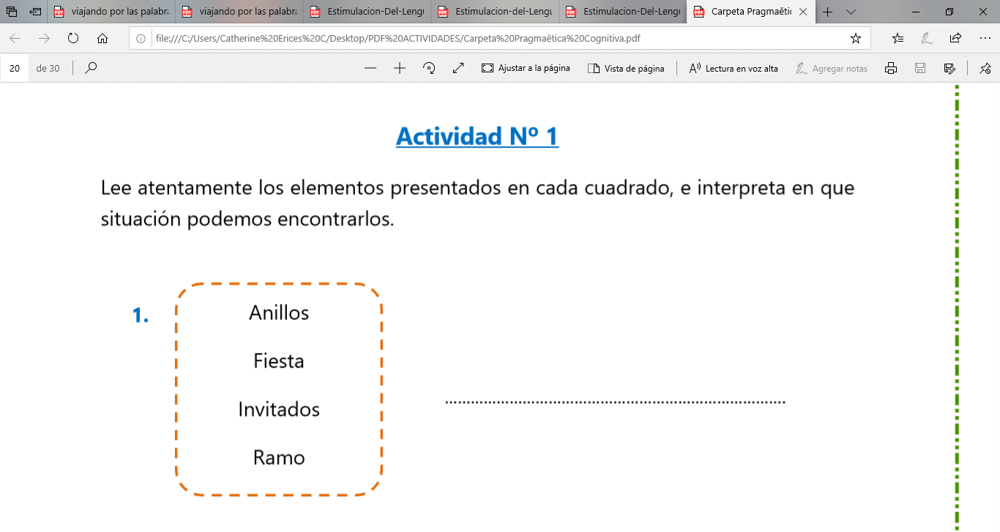 viajando por las palabra
viajando por las palabra
Estimulacion-Del-Lengu
Estimulacion-del-Lengu
Estimulacion-Del-Lengu
Carpeta Pragmaĕtic
file:///C:/Users/Catherine%20Erices%20C/Desktop/PDF%20ACTIVIDADES/Carpeta%20Pragmaĕtica%20Cognitiva.pdf
20 de 30
Ajustar a la página
Vista de página
Lectura en voz alta
Agregar notas
Actividad Nº 1
Lee atentamente los elementos presentados en cada cuadrado, e interpreta en que
situación podemos encontrarlos.
1.
Anillos
Fiesta
Invitados
Ramo